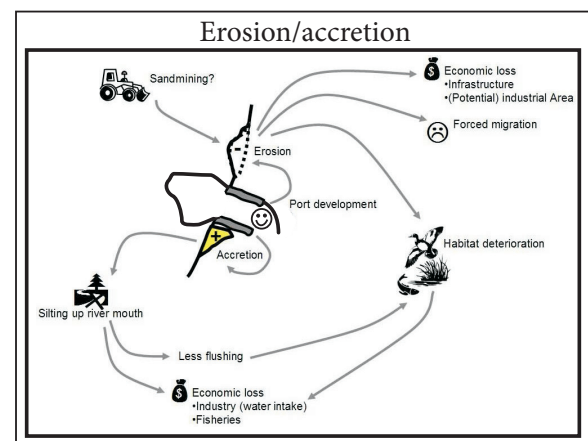 Erosion/accretion
Sandmining?
Economic loss
•Infrastructure
•(Potential) industrial Area
Forced migration
Erosion
Port development
Accretion
Habitat deterioration
Silting up river mouth
Less flushing
Economic loss
•Industry (water intake)
•Fisheries